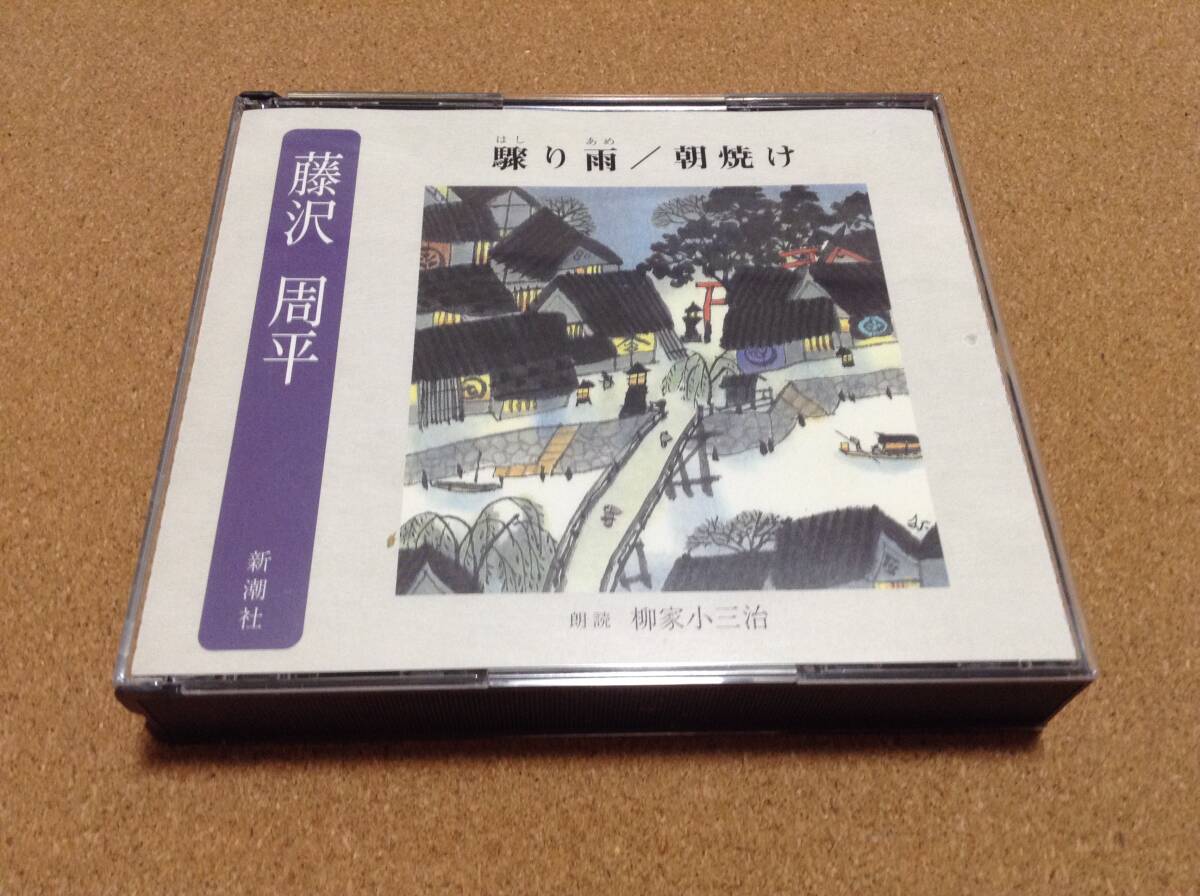 驟り雨／朝焼け
はし あめ
藤沢 周平
新潮社
朗読 柳家小三治